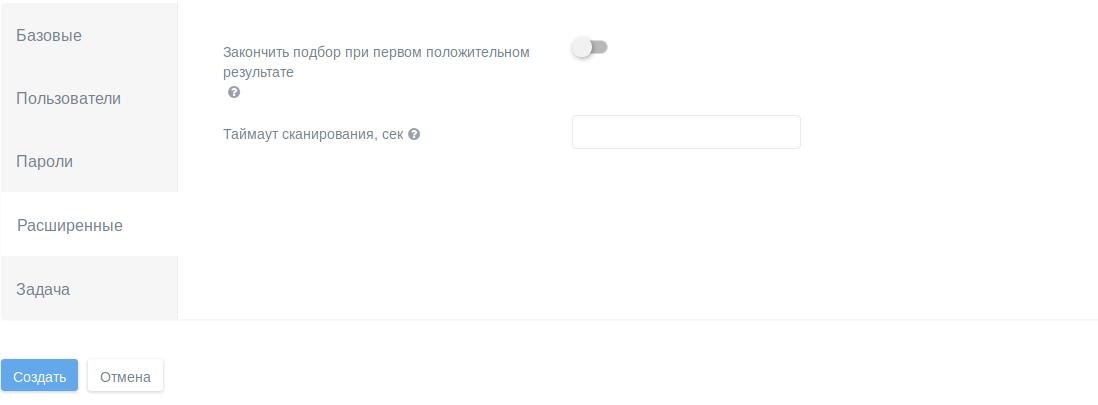 Базовые
Пользователи
Пароли
Расширенные
Задача
Закончить подбор при первом положительном
результате
Таймаут сканирования, сек
Создать
Отмена